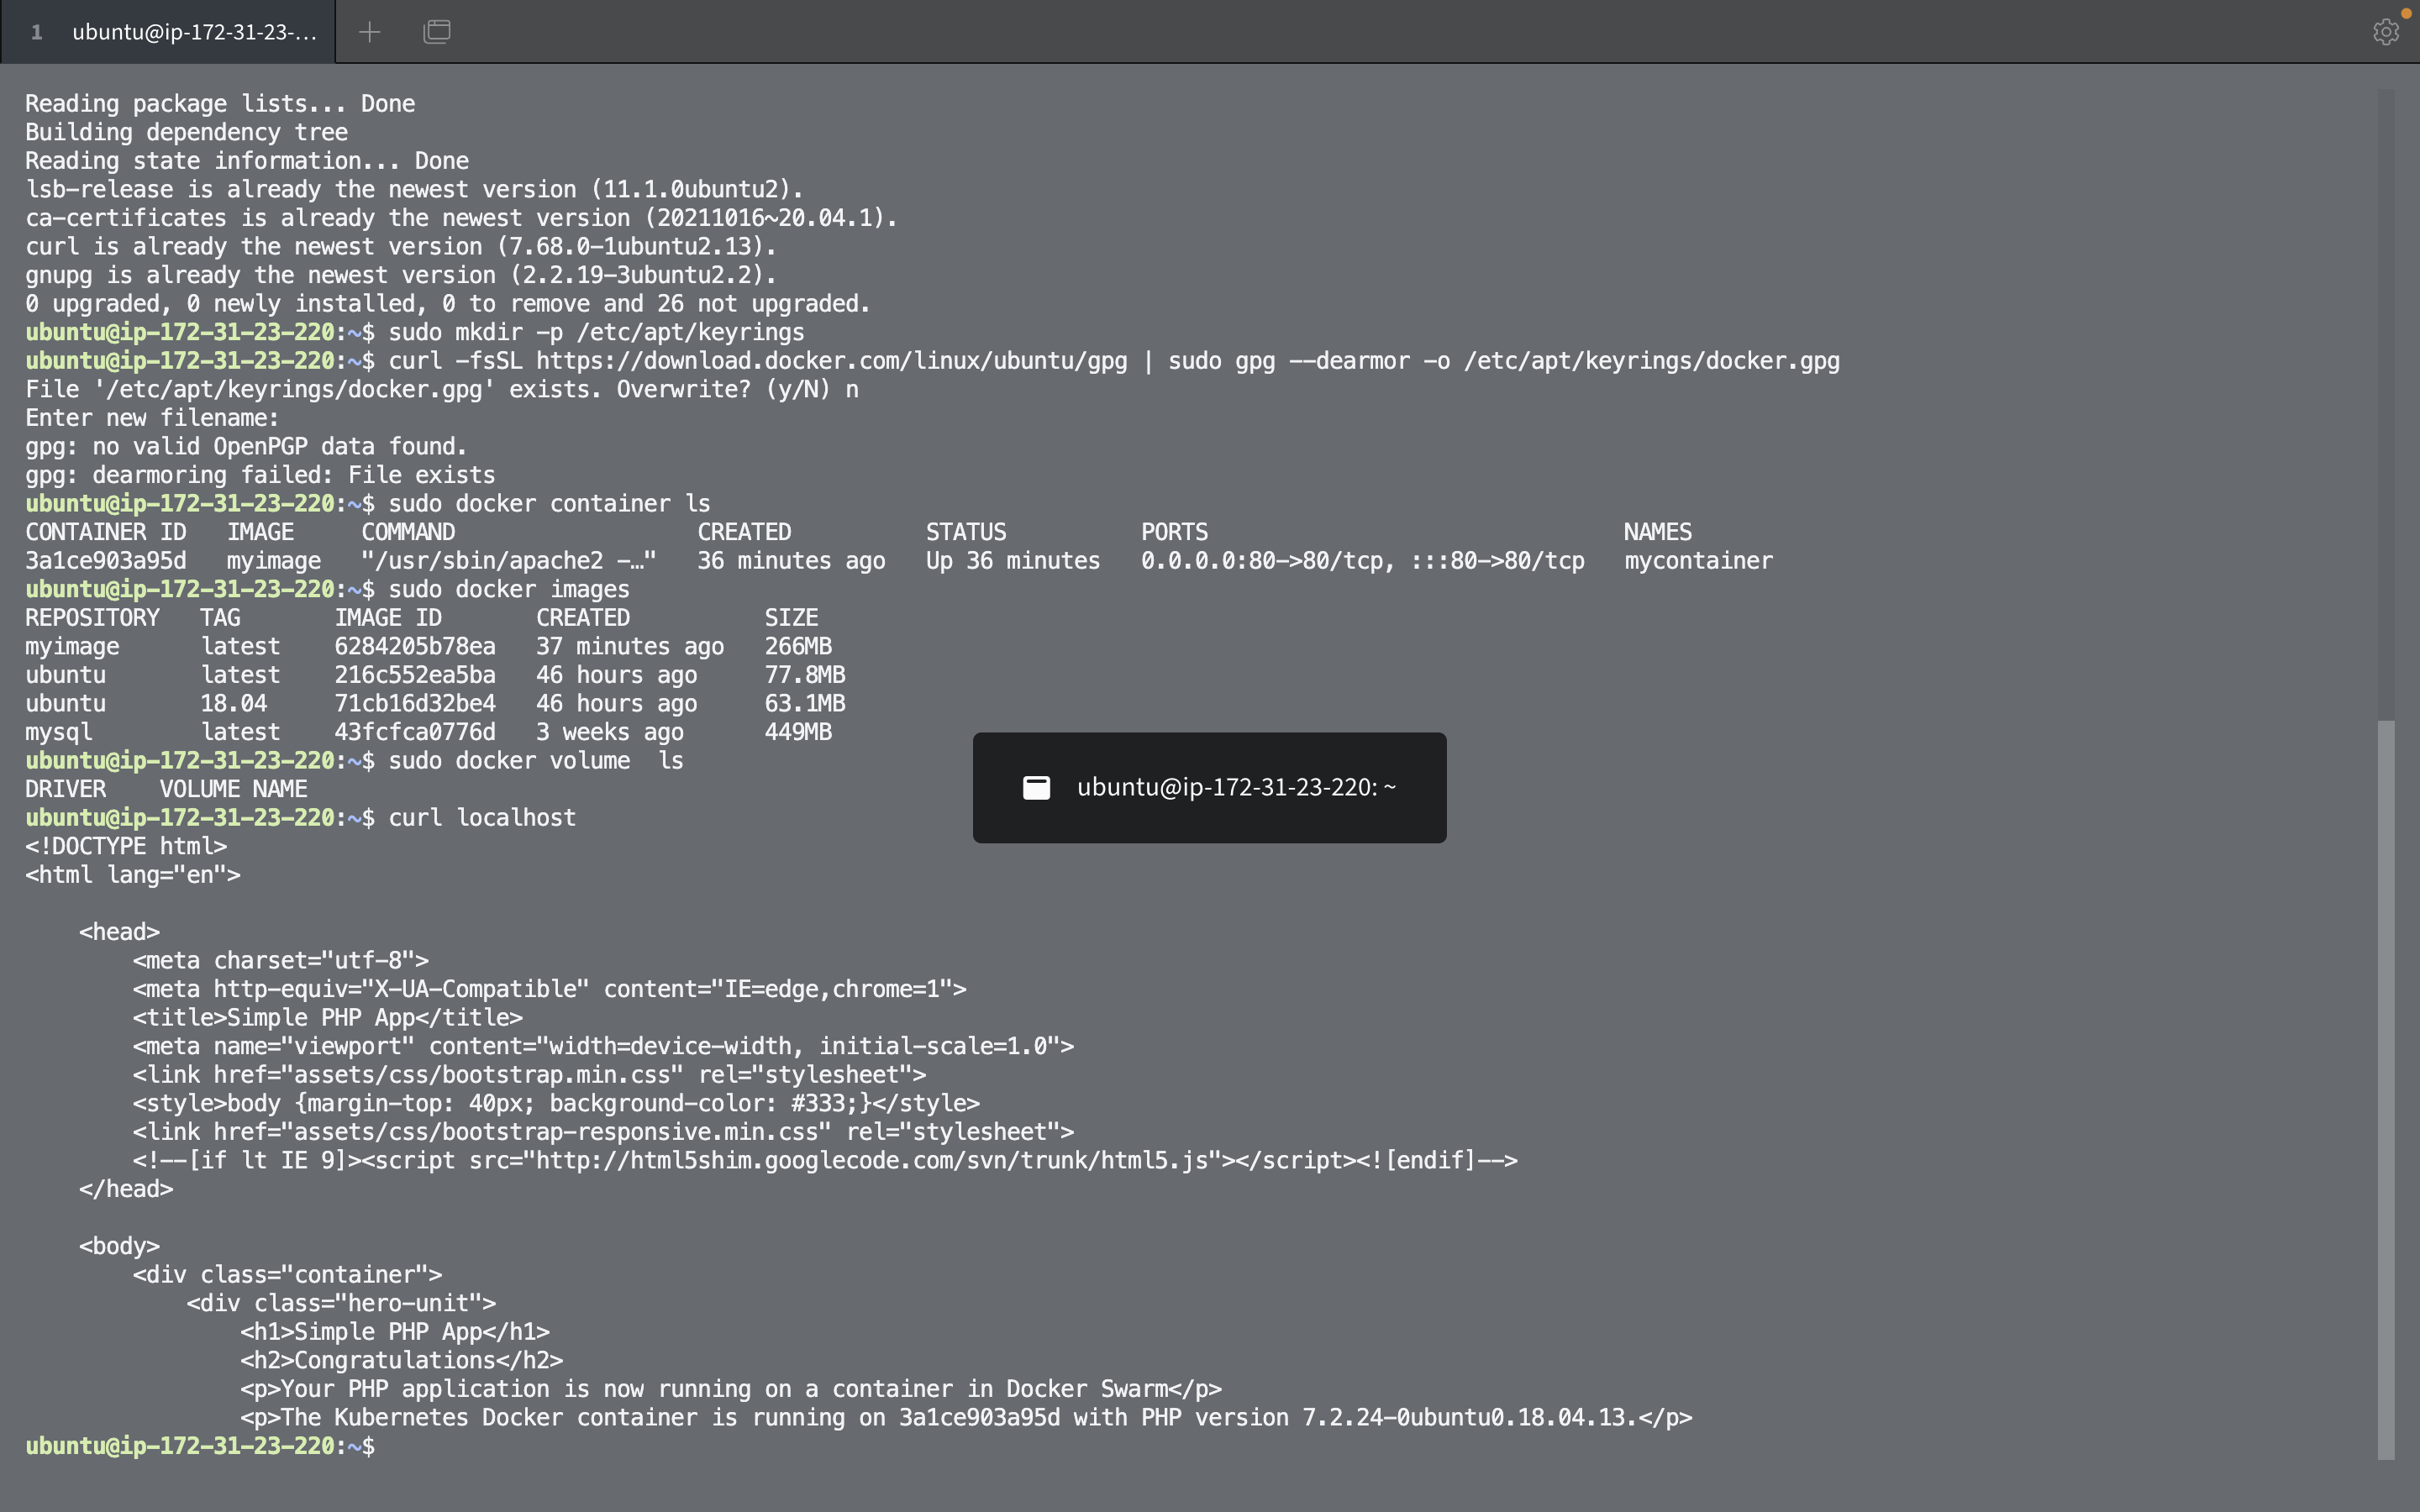 1 ubuntu@ip-172-31-23-...
Reading package lists... Done
Building dependency tree
Reading state information... Done
lsb-release is already the newest version (11.1.0ubuntu2).
ca-certificates is already the newest version (20211016~20.04.1).
curl is already the newest version (7.68.0-1ubuntu2.13).
gnupg is already the newest version (2.2.19-3ubuntu2.2).
0 upgraded, 0 newly installed, 0 to remove and 26 not upgraded.
ubuntu@ip-172-31-23-220:~$ sudo mkdir -p /etc/apt/keyrings
ubuntu@ip-172-31-23-220:~$ curl -fsSL https://download.docker.com/linux/ubuntu/gpg | sudo gpg --dearmor -o /etc/apt/keyrings/docker.gpg
File '/etc/apt/keyrings/docker.gpg' exists. Overwrite? (y/N) n
Enter new filename:
gpg: no valid OpenPGP data found.
gpg: dearmoring failed: File exists
ubuntu@ip-172-31-23-220:~$ sudo docker container ls
CONTAINER ID   IMAGE     COMMAND                  CREATED          STATUS          PORTS                               NAMES
3a1ce903a95d   myimage   "/usr/sbin/apache2 -…"   36 minutes ago   Up 36 minutes   0.0.0.0:80->80/tcp, :::80->80/tcp   mycontainer
ubuntu@ip-172-31-23-220:~$ sudo docker images
REPOSITORY   TAG       IMAGE ID       CREATED          SIZE
myimage      latest    6284205b78ea   37 minutes ago   266MB
ubuntu       latest    216c552ea5ba   46 hours ago     77.8MB
ubuntu       18.04     71cb16d32be4   46 hours ago     63.1MB
mysql        latest    43fcfca0776d   3 weeks ago      449MB
ubuntu@ip-172-31-23-220:~$ sudo docker volume  ls
DRIVER    VOLUME NAME
ubuntu@ip-172-31-23-220: ~
ubuntu@ip-172-31-23-220:~$ curl localhost
<!DOCTYPE html>
<html lang="en">

    <head>
        <meta charset="utf-8">
        <meta http-equiv="X-UA-Compatible" content="IE=edge,chrome=1">
        <title>Simple PHP App</title>
        <meta name="viewport" content="width=device-width, initial-scale=1.0">
        <link href="assets/css/bootstrap.min.css" rel="stylesheet">
        <style>body {margin-top: 40px; background-color: #333;}</style>
        <link href="assets/css/bootstrap-responsive.min.css" rel="stylesheet">
        <!--[if lt IE 9]><script src="http://html5shim.googlecode.com/svn/trunk/html5.js"></script><![endif]-->
    </head>

    <body>
        <div class="container">
            <div class="hero-unit">
                <h1>Simple PHP App</h1>
                <h2>Congratulations</h2>
                <p>Your PHP application is now running on a container in Docker Swarm</p>
                <p>The Kubernetes Docker container is running on 3a1ce903a95d with PHP version 7.2.24-0ubuntu0.18.04.13.</p>
ubuntu@ip-172-31-23-220:~$